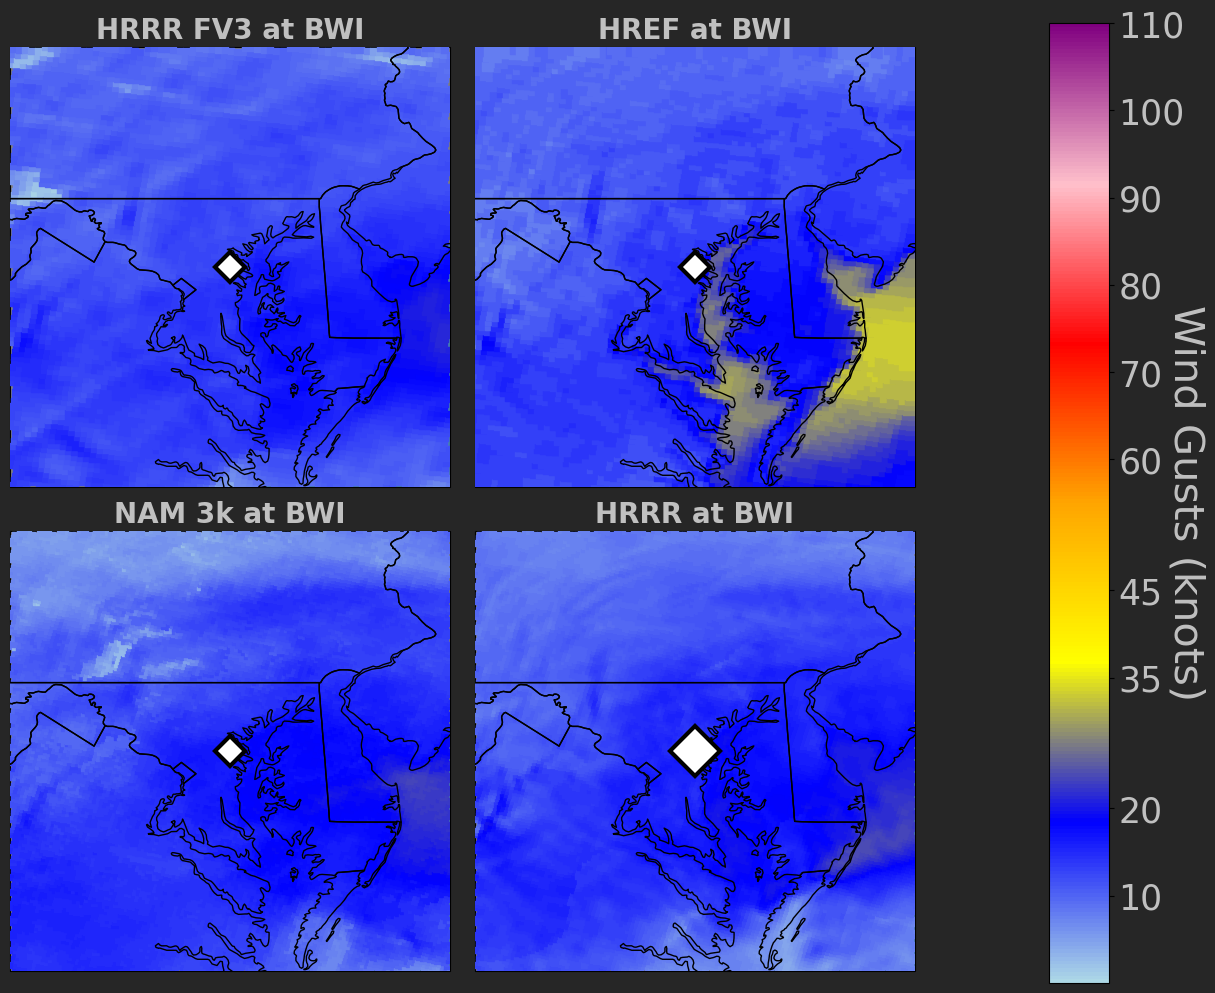 HRRR FV3 at BWI
HREF at BWI
NAM 3k at BWI
HRRR at BWI
110
100
90
80
70
60
45
35
20
10
Wind Gusts (knots)